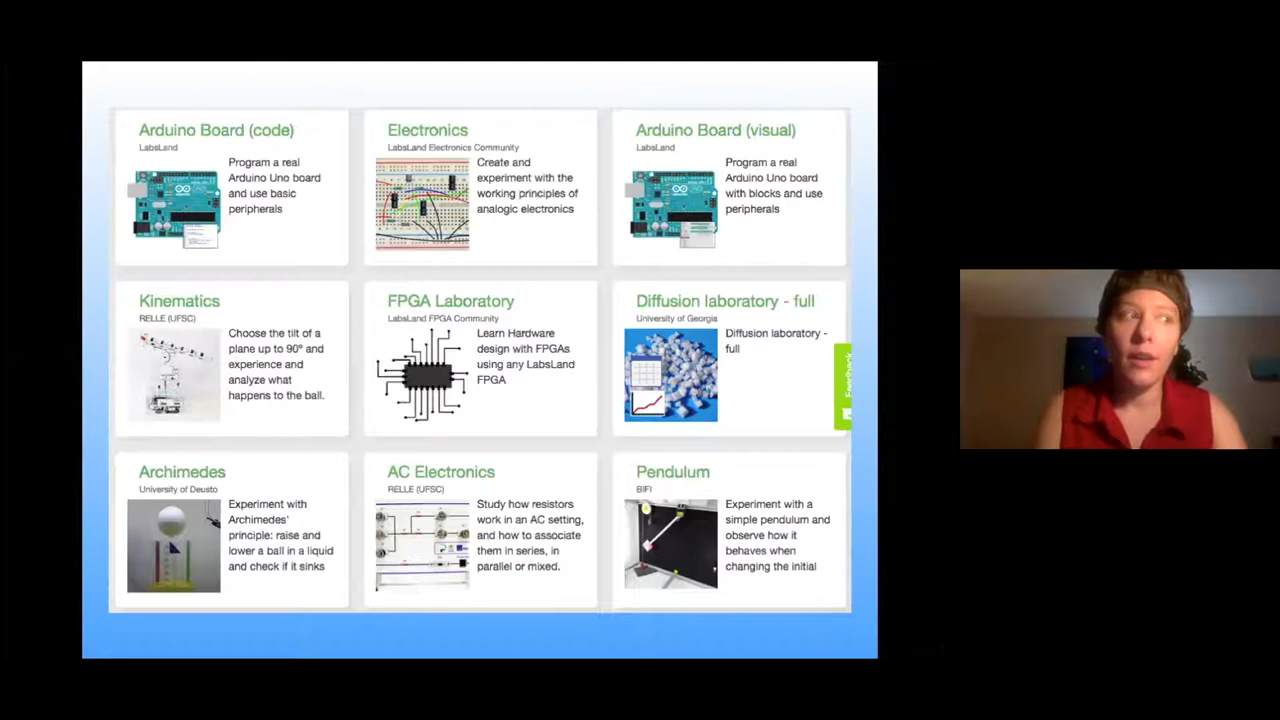 Arduino Board (code)
LabsLand
Program a real
Arduino Uno board
and use basic
peripherals
Electronics
LabsLand Electronics Community
Create and
experiment with the
working principles of
analogic electronics
Arduino Board (visual)
LabsLand
Program a real
Arduino Uno board
with blocks and use
peripherals
Kinematics
RELLE (UFSC)
Choose the tilt of a
plane up to 90º and
experience and
analyze what
happens to the ball.
FPGA Laboratory
LabsLand FPGA Community
Learn Hardware
design with FPGAs
using any LabsLand
FPGA
Diffusion laboratory - full
University of Georgia
Diffusion laboratory -
full
Feedback
Archimedes
University of Deusto
Experiment with
Archimedes'
principle: raise and
lower a ball in a liquid
and check if it sinks
AC Electronics
RELLE (UFSC)
Study how resistors
work in an AC setting,
and how to associate
them in series, in
parallel or mixed.
Pendulum
BIFI
Experiment with a
simple pendulum and
observe how it
behaves when
changing the initial